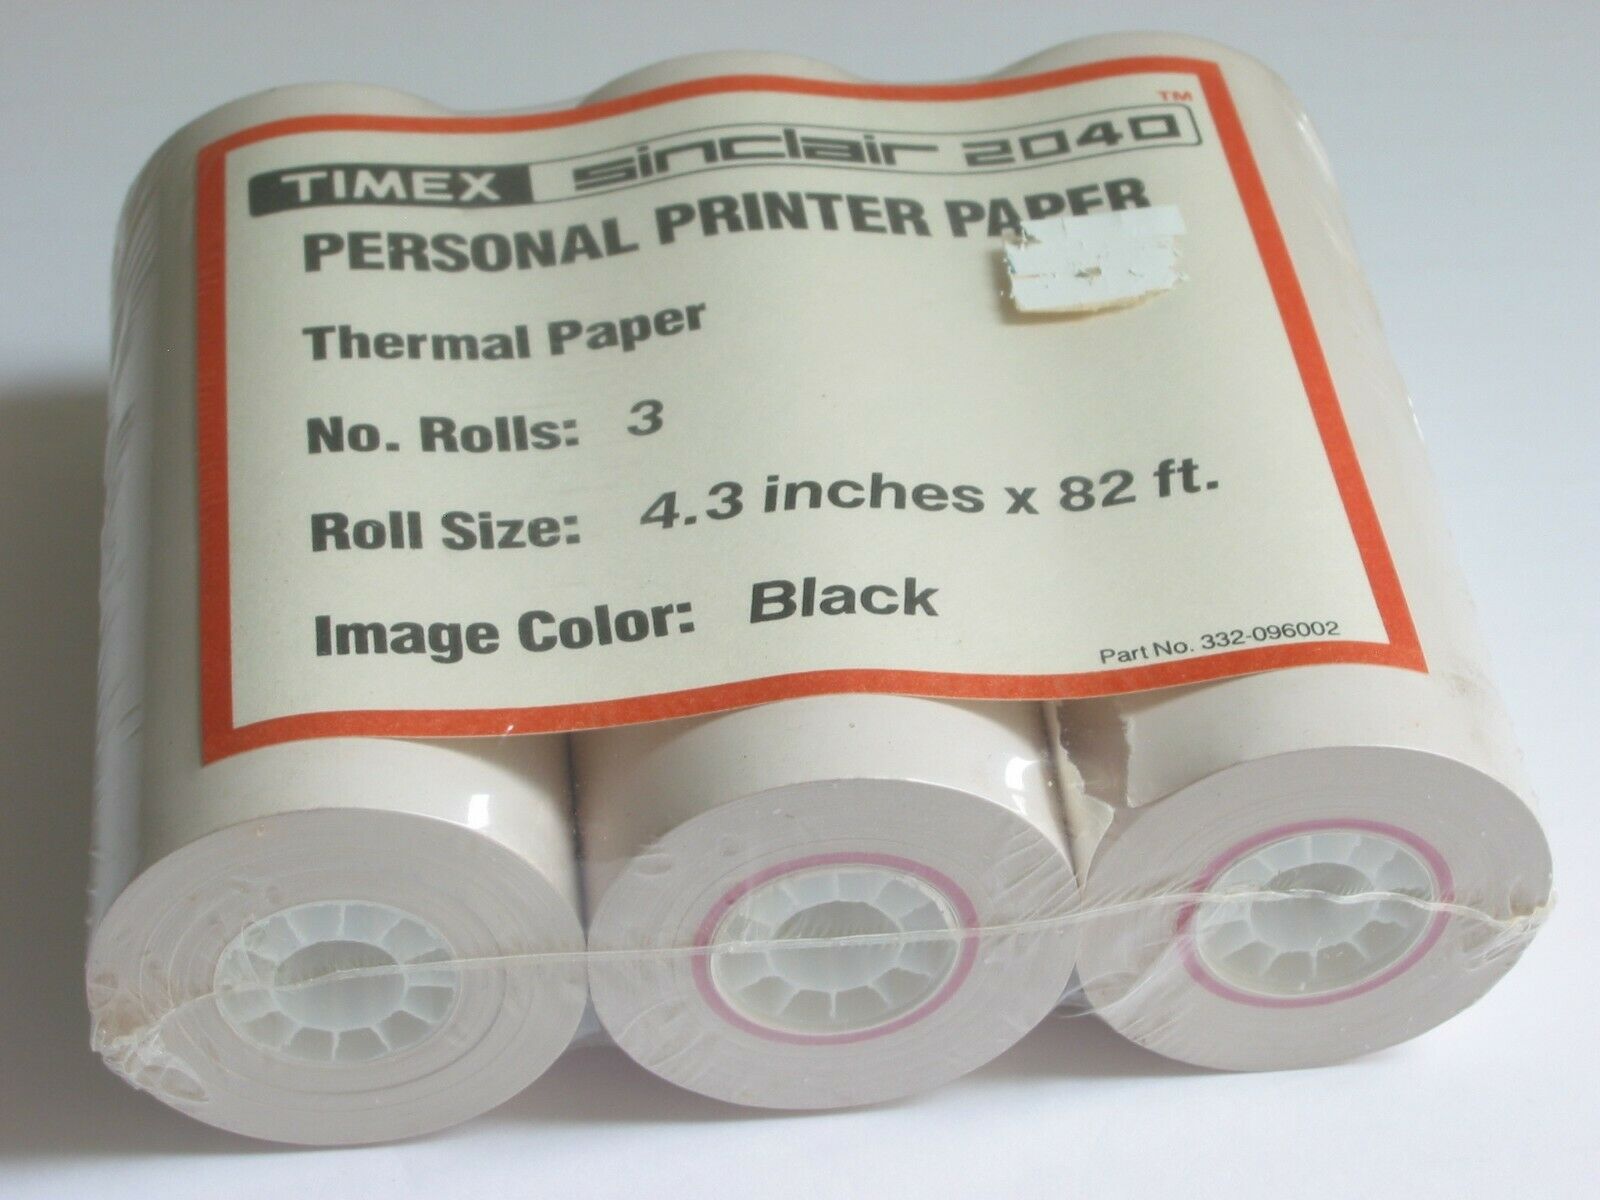 TIMEX sinclair 2040 ™
PERSONAL PRINTER PAPER
Thermal Paper
No. Rolls: 3
Roll Size: 4.3 inches x 82 ft.
Image Color: Black
Part No. 332-096002